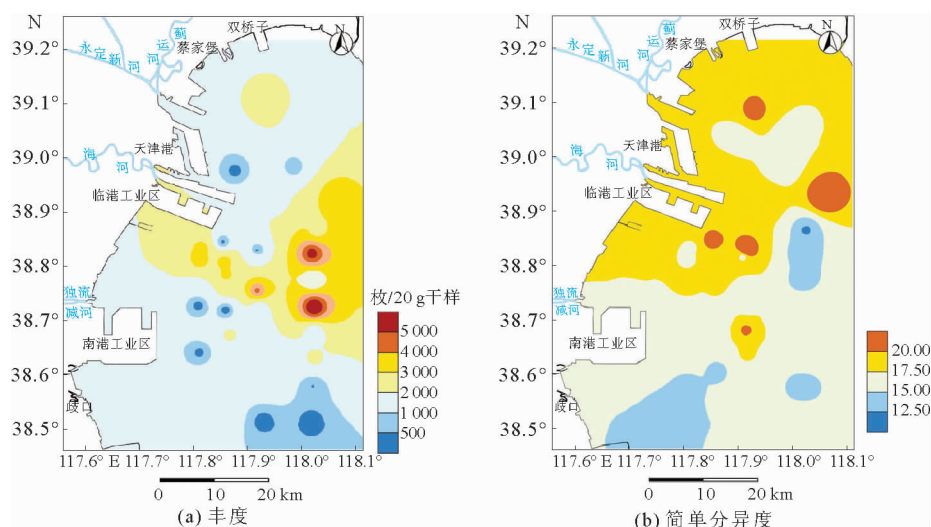 N
39.2°
39.1°
39.0°
38.9°
38.8°
38.7°
38.6°
38.5°
双桥子
蔡家堡
蓟
运
河
永定新河
天津港
海
河
临港工业区
独流
减河
南港工业区
歧口
枚/20 g干样
5 000
4 000
3 000
2 000
1 000
500
117.6° E 117.7° 117.8° 117.9° 118.0° 118.1°
0 10 20 km
(a) 丰度
N
39.2°
39.1°
39.0°
38.9°
38.8°
38.7°
38.6°
38.5°
双桥子
蔡家堡
蓟
运
河
永定新河
天津港
海
河
临港工业区
独流
减河
南港工业区
歧口
20.00
17.50
15.00
12.50
117.6° E 117.7° 117.8° 117.9° 118.0° 118.1°
0 10 20 km
(b) 简单分异度